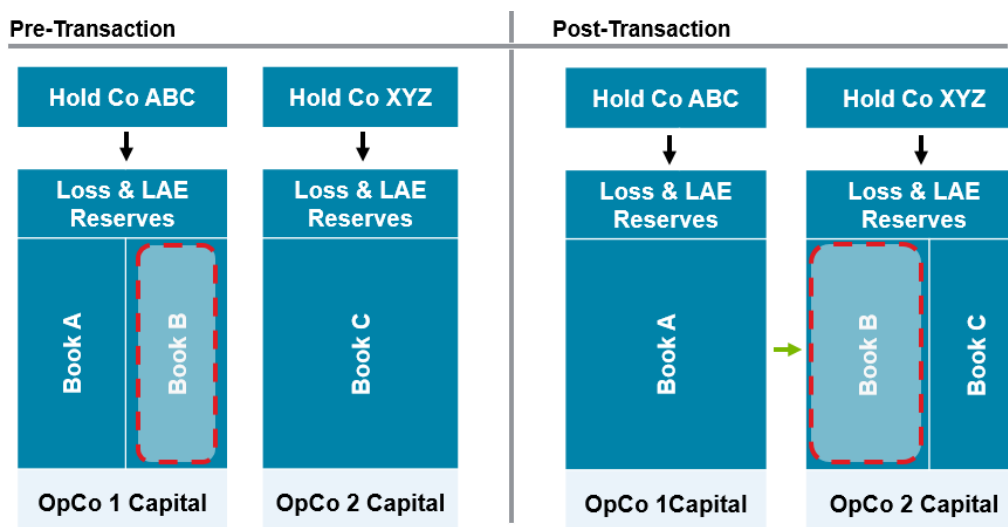 Pre-Transaction
Post-Transaction
Hold Co ABC
Hold Co XYZ
Hold Co ABC
Hold Co XYZ
Loss & LAE
Reserves
Loss & LAE
Reserves
Loss & LAE
Reserves
Loss & LAE
Reserves
Book A
Book B
Book C
Book A
Book B
Book C
OpCo 1 Capital
OpCo 2 Capital
OpCo 1Capital
OpCo 2 Capital